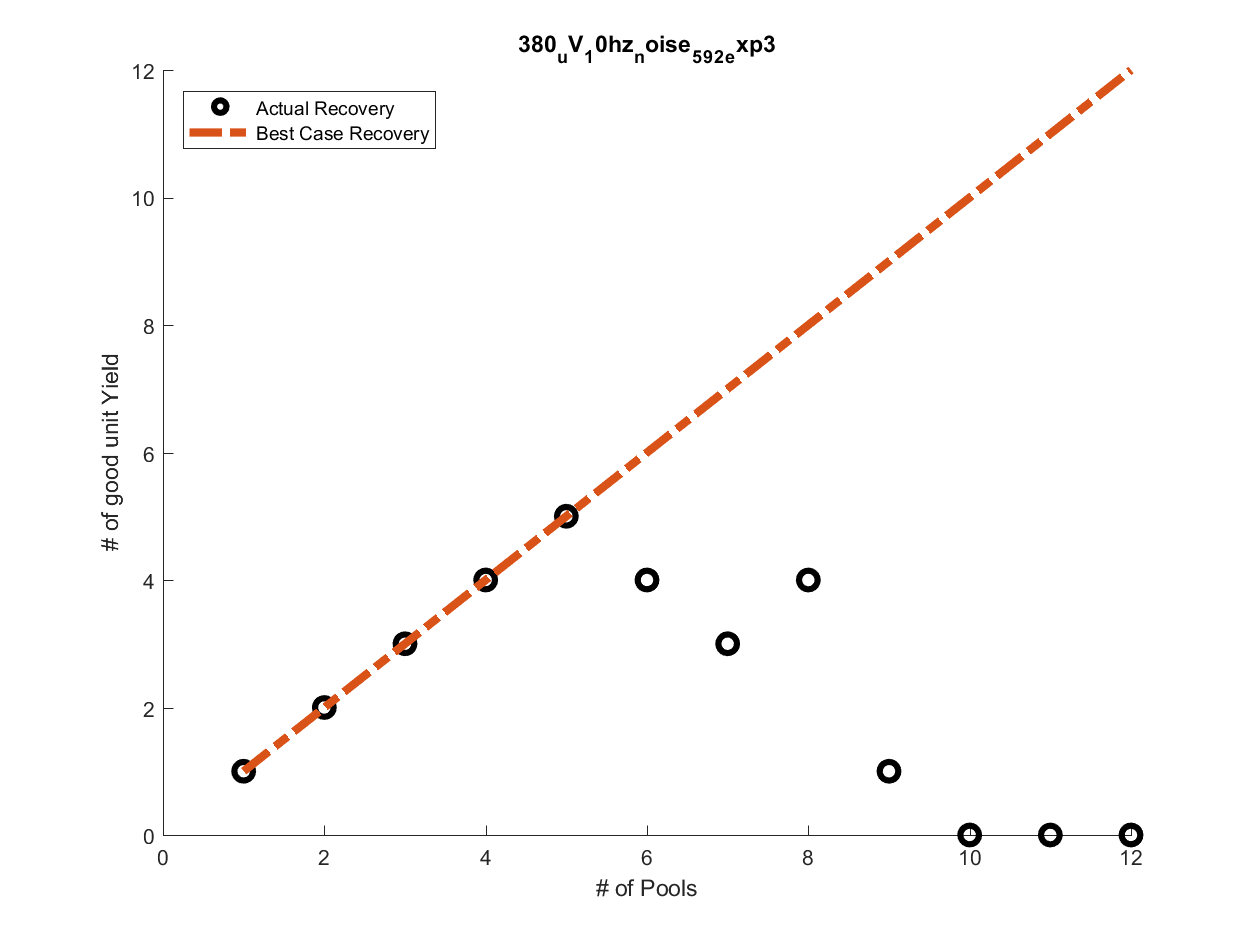 380_uV_10hz_noise_592_exp3
Actual Recovery
Best Case Recovery
12
10
8
6
4
2
0
# of good unit Yield
0 2 4 6 8 10 12
# of Pools